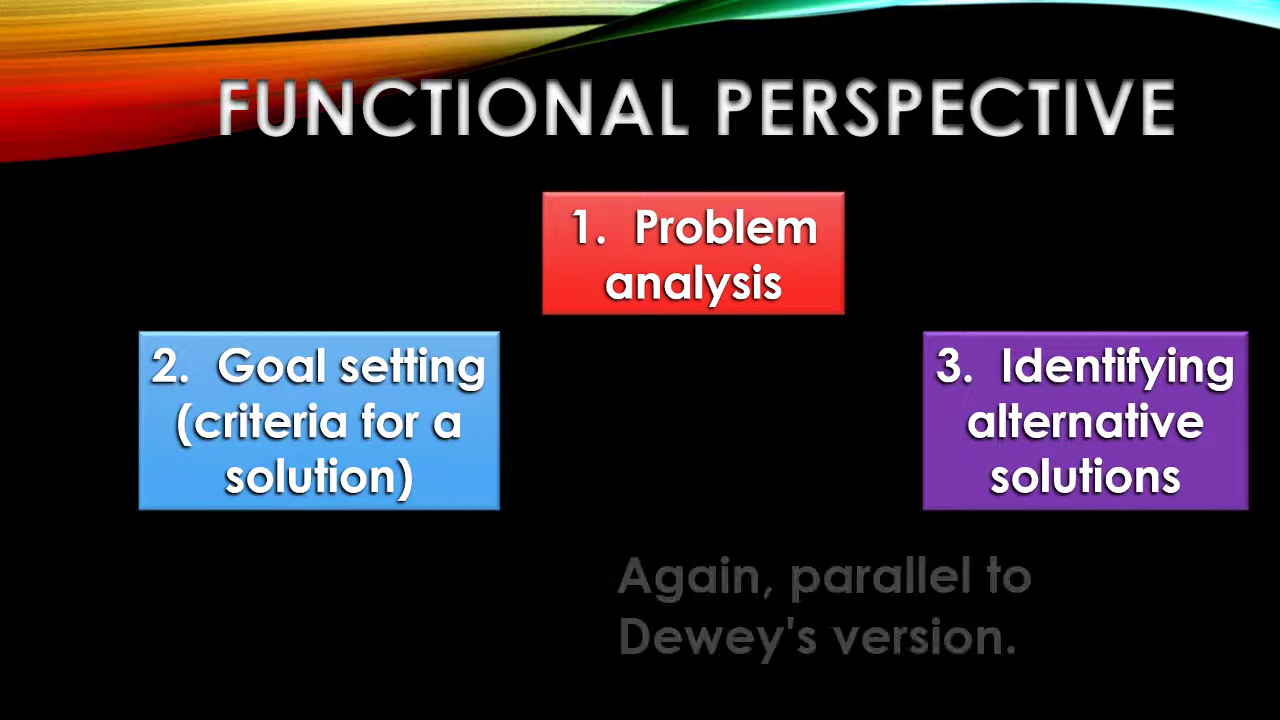 FUNCTIONAL PERSPECTIVE
1. Problem
analysis
2. Goal setting
(criteria for a
solution)
3. Identifying
alternative
solutions
Again, parallel to
Dewey's version.